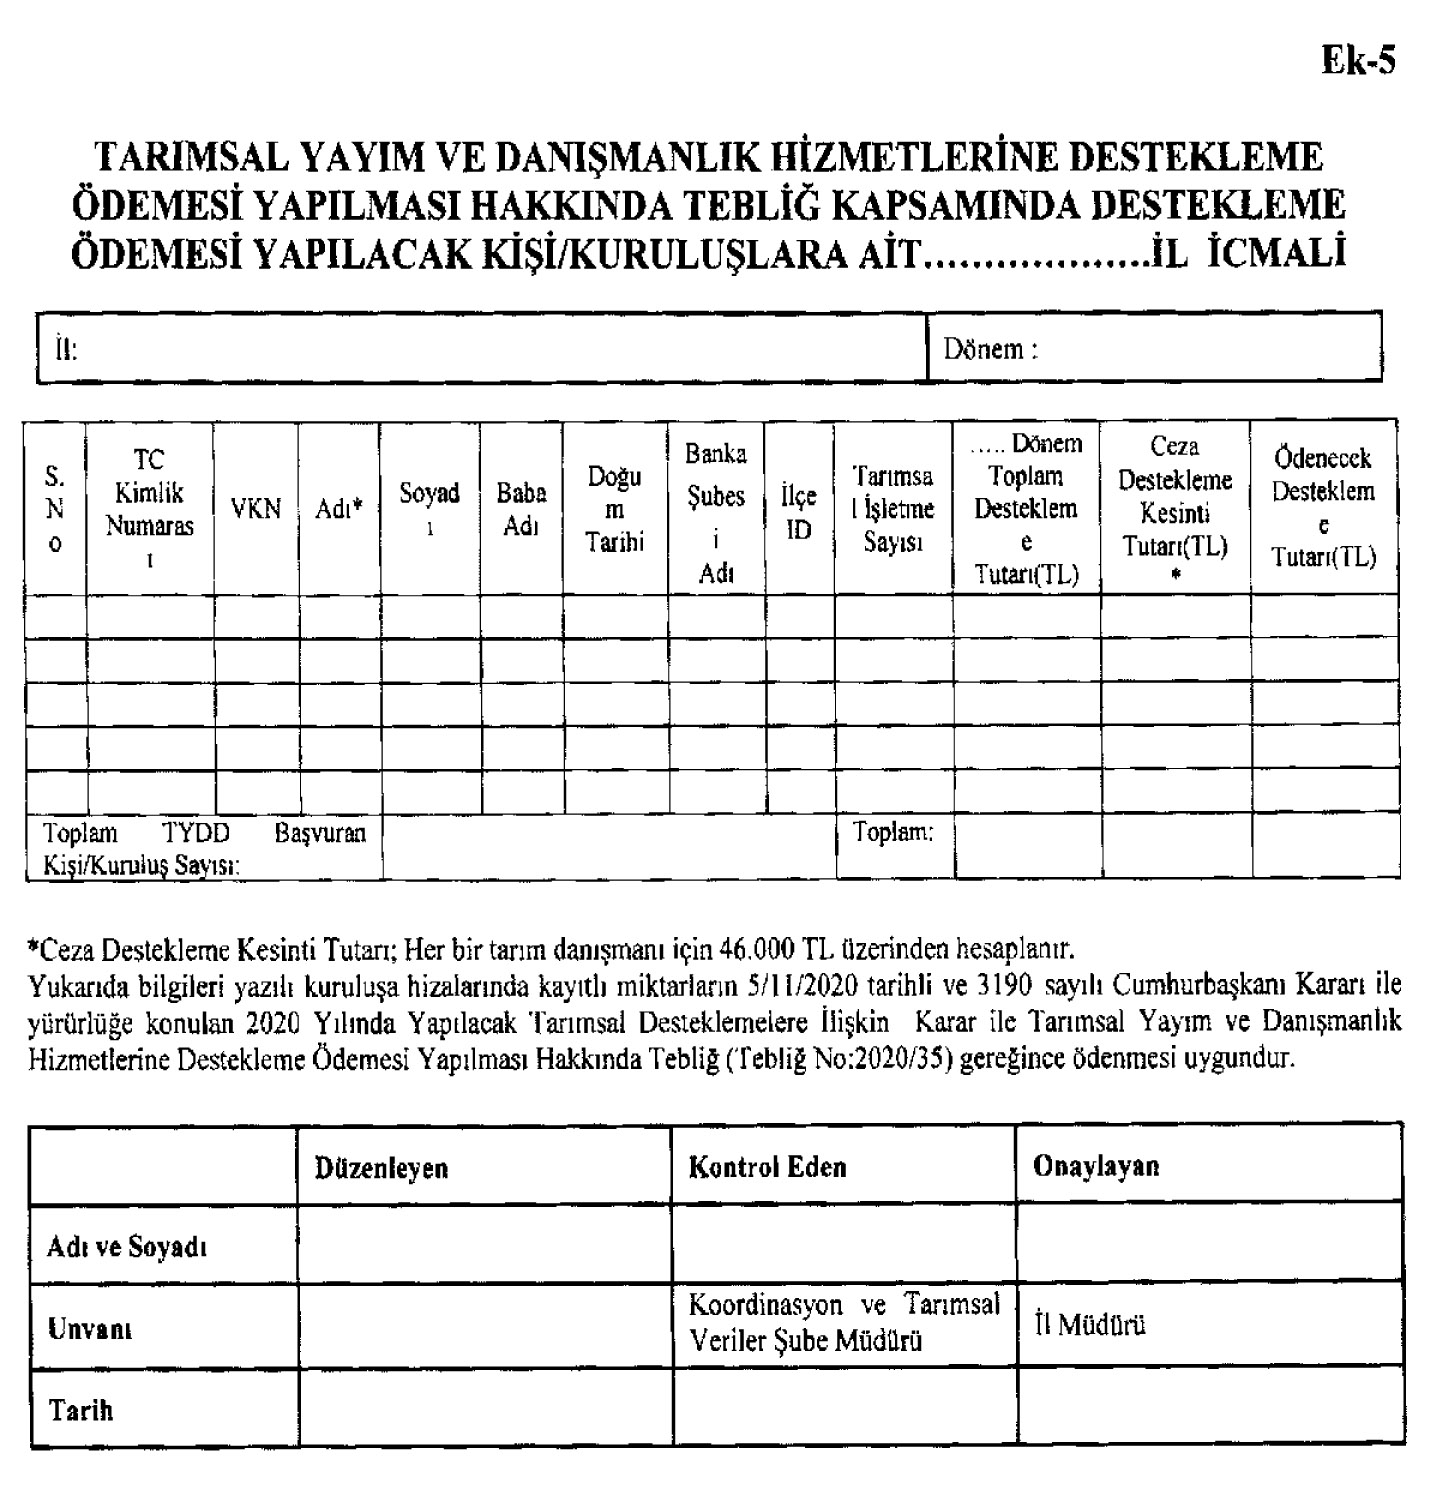 Ek-5
TARIMSAL YAYIM VE DANIŞMANLIK HİZMETLERİNE DESTEKLEME
ÖDEMESİ YAPILMASI HAKKINDA TEBLİĞ KAPSAMINDA DESTEKLEME
ÖDEMESİ YAPILACAK KİŞİ/KURULUŞLARA AİT...................İL İCMALİ
İl:
Dönem :
S.
N
o
TC
Kimlik
Numaras
ı
VKN
Adı*
Soyad
ı
Baba
Adı
Doğu
m
Tarihi
Banka
Şubes
i
Adı
İlçe
ID
Tarımsa
l İşletme
Sayısı
..... Dönem
Toplam
Desteklem
e
Tutarı(TL)
Ceza
Destekleme
Kesinti
Tutarı(TL)
*
Ödenecek
Desteklem
e
Tutarı(TL)
Toplam TYDD Başvuran
Kişi/Kuruluş Sayısı:
Toplam:
*Ceza Destekleme Kesinti Tutarı; Her bir tarım danışmanı için 46.000 TL üzerinden hesaplanır.
Yukarıda bilgileri yazılı kuruluşa hizalarında kayıtlı miktarların 5/11/2020 tarihli ve 3190 sayılı Cumhurbaşkanı Kararı ile
yürürlüğe konulan 2020 Yılında Yapılacak Tarımsal Desteklemelere İlişkin Karar ile Tarımsal Yayım ve Danışmanlık
Hizmetlerine Destekleme Ödemesi Yapılması Hakkında Tebliğ (Tebliğ No:2020/35) gereğince ödenmesi uygundur.
Düzenleyen
Kontrol Eden
Onaylayan
Adı ve Soyadı
Unvanı
Koordinasyon ve Tarımsal
Veriler Şube Müdürü
İl Müdürü
Tarih